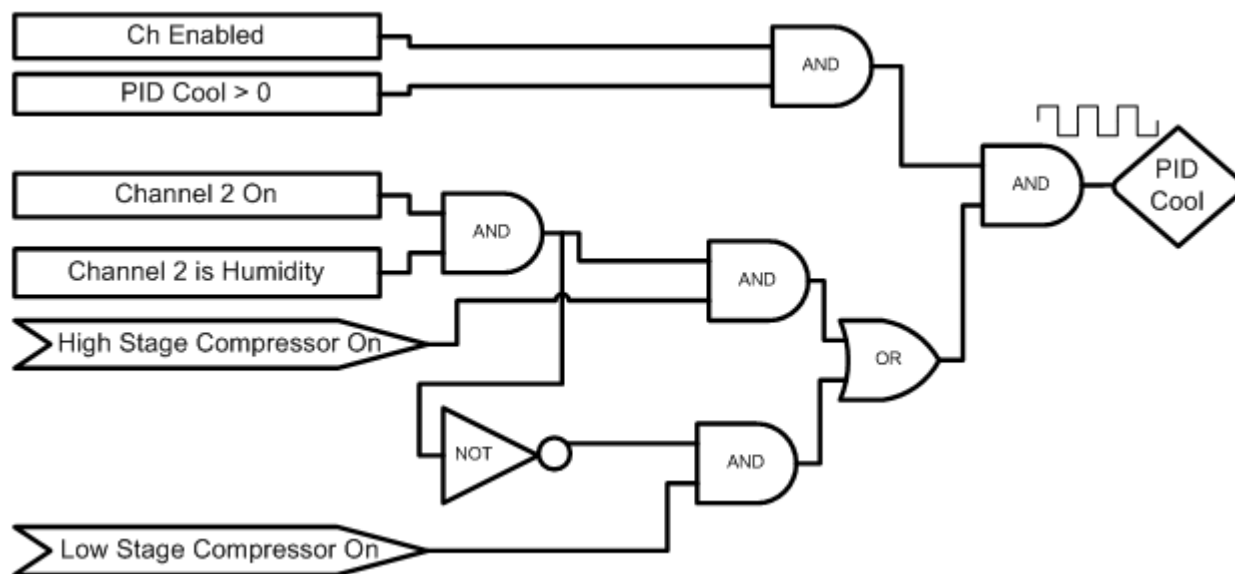 Ch Enabled
AND
PID Cool > 0
PID
Cool
AND
Channel 2 On
AND
Channel 2 is Humidity
AND
High Stage Compressor On
OR
NOT
AND
Low Stage Compressor On